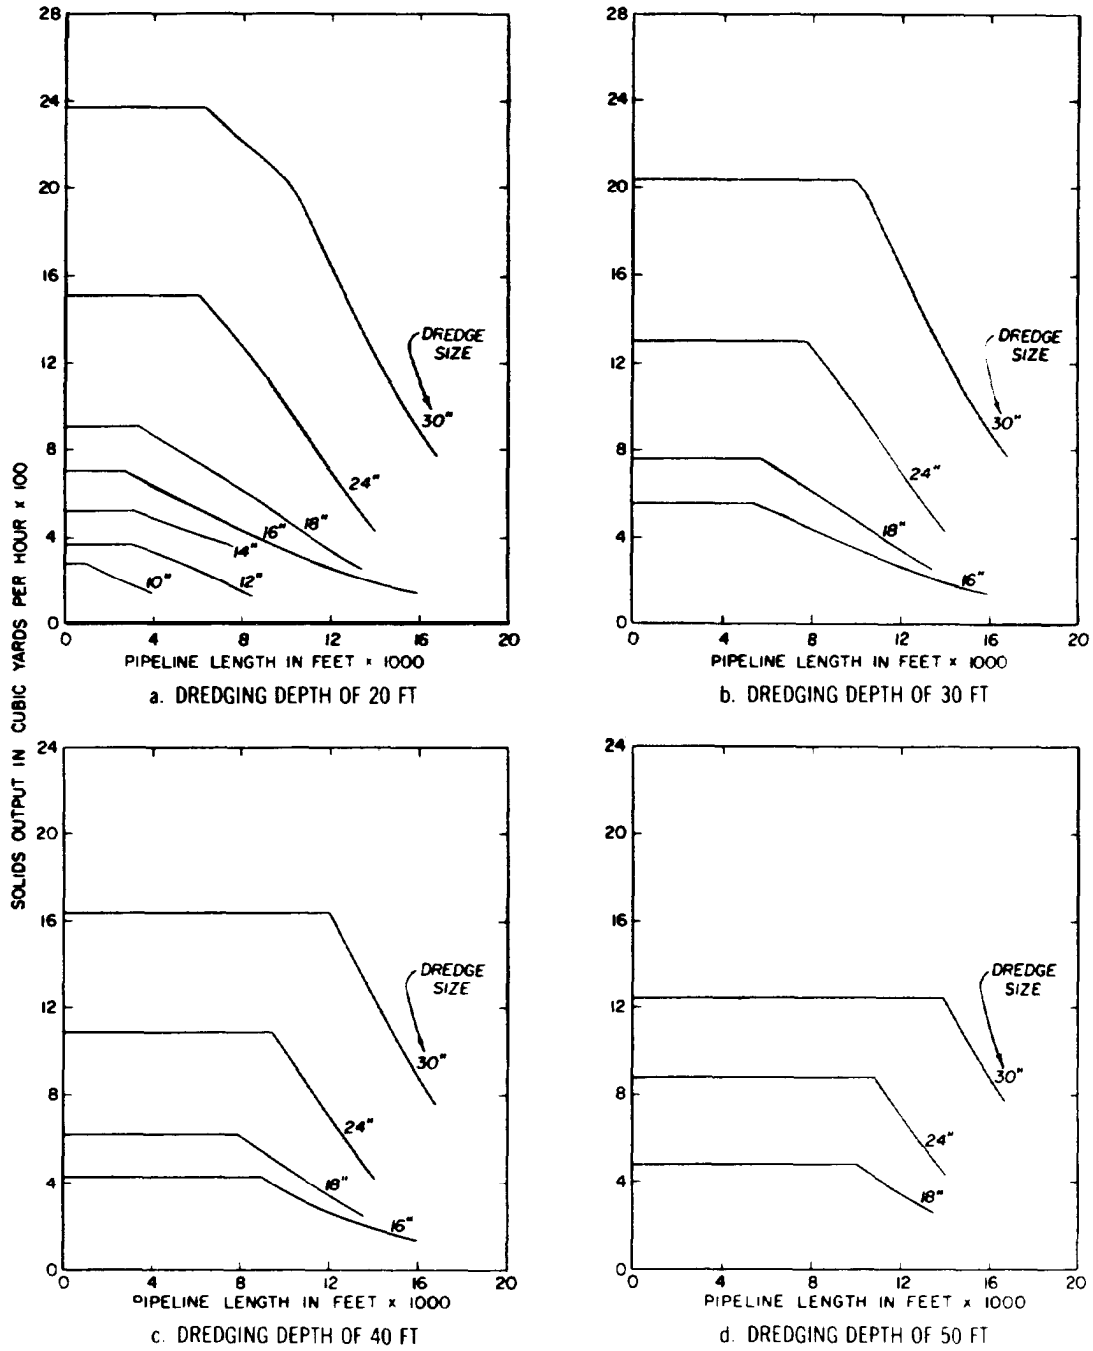 SOLIDS OUTPUT IN CUBIC YARDS PER HOUR × 100
28
24
20
16
12
8
4
0
0 4 8 12 16 20
DREDGE
SIZE
30"
24"
18"
16"
14"
12"
10"
PIPELINE LENGTH IN FEET × 1000
a. DREDGING DEPTH OF 20 FT
28
24
20
16
12
8
4
0
0 4 8 12 16 20
DREDGE
SIZE
30"
24"
18"
16"
PIPELINE LENGTH IN FEET × 1000
b. DREDGING DEPTH OF 30 FT
24
20
16
12
8
4
0
0 4 8 12 16 20
DREDGE
SIZE
30"
24"
18"
16"
PIPELINE LENGTH IN FEET × 1000
c. DREDGING DEPTH OF 40 FT
24
20
16
12
8
4
0
0 4 8 12 16 20
DREDGE
SIZE
30"
24"
18"
PIPELINE LENGTH IN FEET × 1000
d. DREDGING DEPTH OF 50 FT